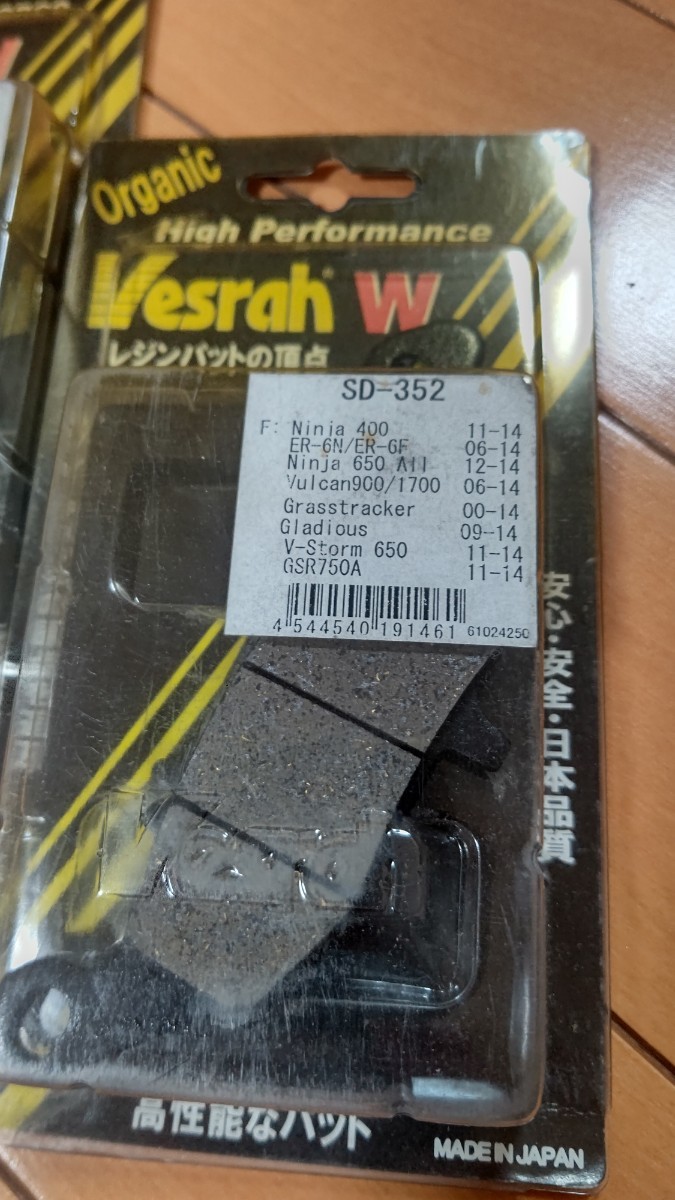 Organic
High Performance
Vesrah® W
レジンパットの頂点
SD-352
F: Ninja 400 11-14
ER-6N/ER-6F 06-14
Ninja 650 All 12-14
Vulcan900/1700 06-14
Grasstracker 00-14
Gladious 09-14
V-Storm 650 11-14
GSR750A 11-14
4 544540 191461 61024250
安心・安全・日本品質
高性能なパット
MADE IN JAPAN